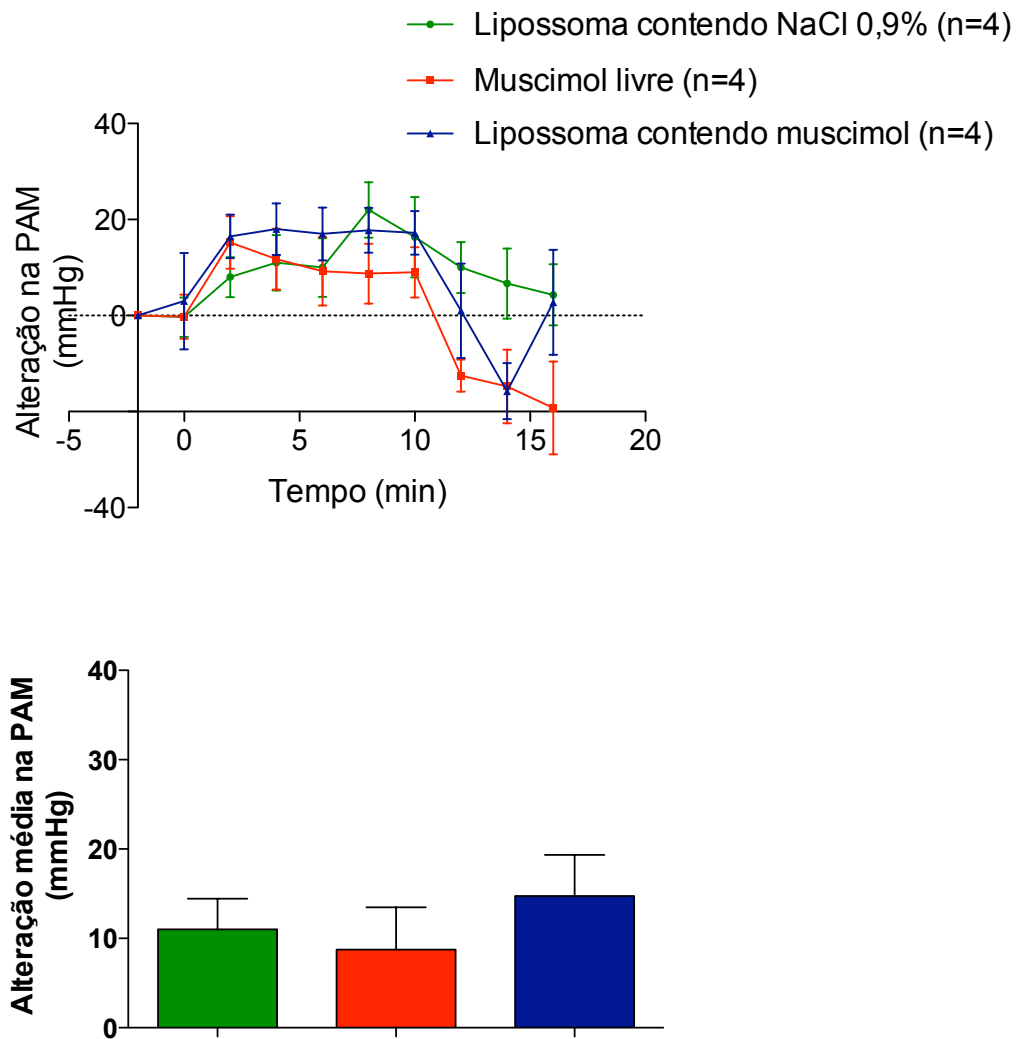 Lipossoma contendo NaCl 0,9% (n=4)
Muscimol livre (n=4)
Lipossoma contendo muscimol (n=4)
Alteração na PAM
(mmHg)
40
20
0
-40
-5
0
5
10
15
20
Tempo (min)
Alteração média na PAM
(mmHg)
40
30
20
10
0